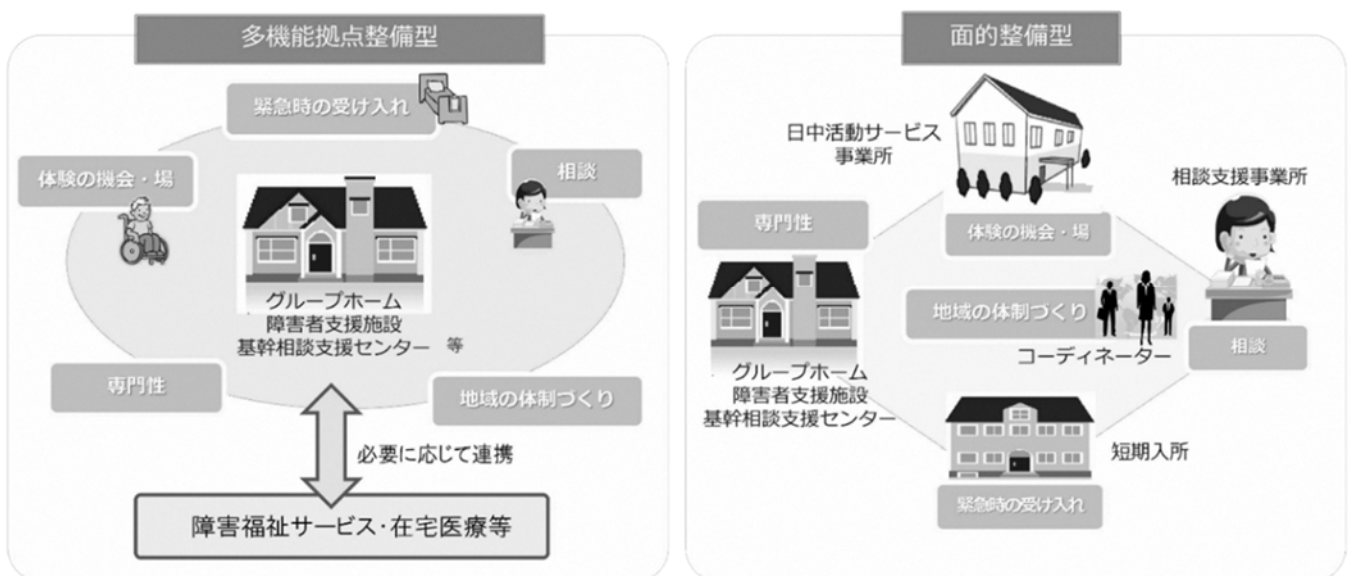 多機能拠点整備型
緊急時の受け入れ
体験の機会・場
相談
グループホーム
障害者支援施設
基幹相談支援センター 等
専門性
地域の体制づくり
必要に応じて連携
障害福祉サービス・在宅医療等
面的整備型
日中活動サービス
事業所
相談支援事業所
専門性
体験の機会・場
地域の体制づくり
コーディネーター
相談
グループホーム
障害者支援施設
基幹相談支援センター
短期入所
緊急時の受け入れ